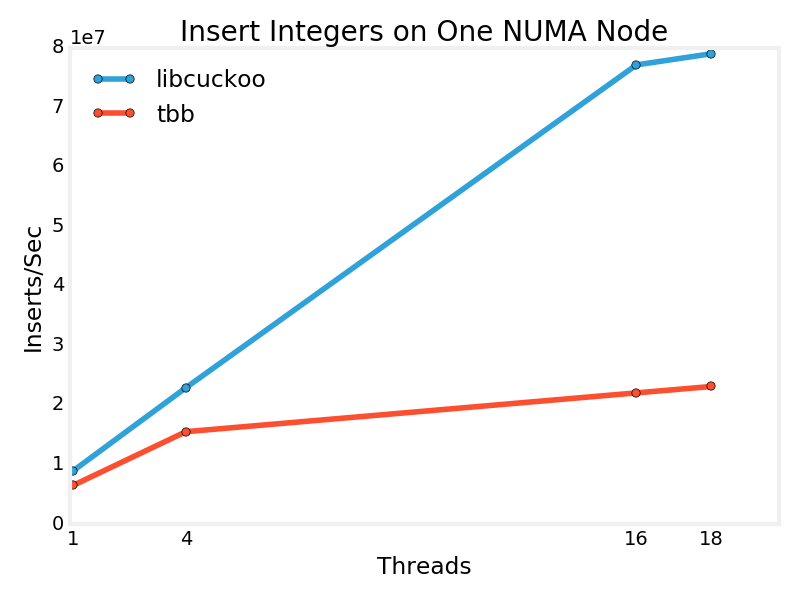 Insert Integers on One NUMA Node
1e7
libcuckoo
tbb
8
7
6
5
4
3
2
1
0
Inserts/Sec
1 4 16 18
Threads